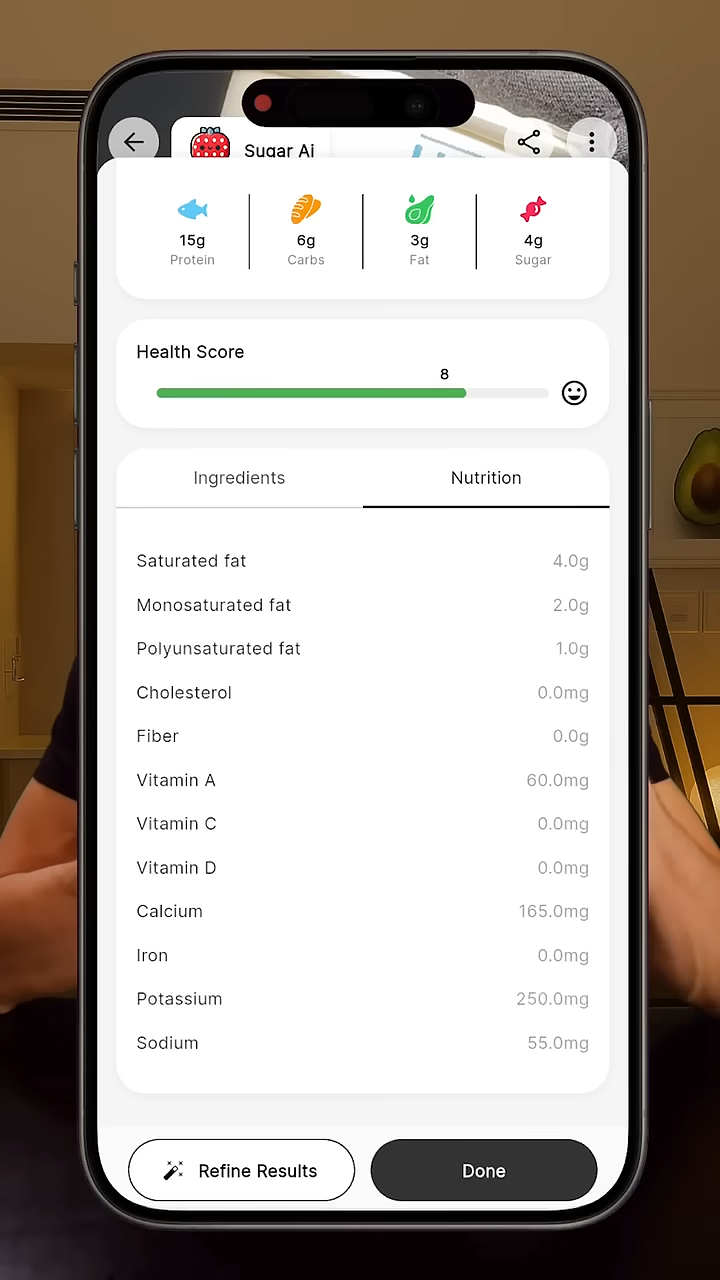 Sugar Ai
15g 6g 3g 4g
Protein Carbs Fat Sugar
Health Score
8
Ingredients Nutrition
Saturated fat 4.0g
Monosaturated fat 2.0g
Polyunsaturated fat 1.0g
Cholesterol 0.0mg
Fiber 0.0g
Vitamin A 60.0mg
Vitamin C 0.0mg
Vitamin D 0.0mg
Calcium 165.0mg
Iron 0.0mg
Potassium 250.0mg
Sodium 55.0mg
Refine Results Done